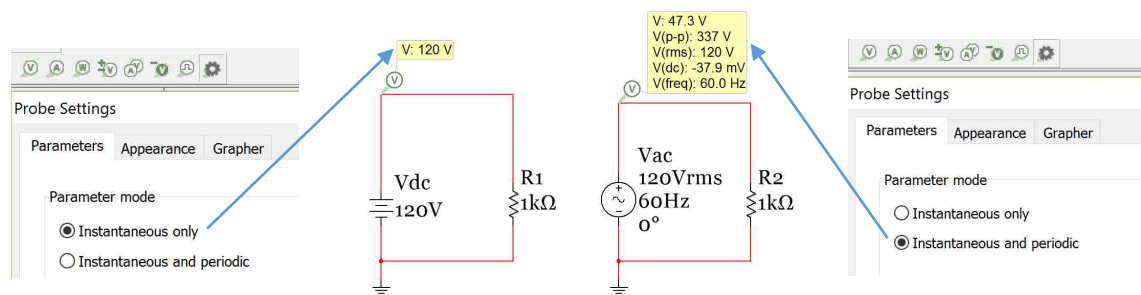 Probe Settings
Parameters Appearance Grapher
Parameter mode
Instantaneous only
Instantaneous and periodic
V: 120 V
V
Vdc
120V
R1
1kΩ
V: 47.3 V
V(p-p): 337 V
V(rms): 120 V
V(dc): -37.9 mV
V(freq): 60.0 Hz
V
Vac
120Vrms
60Hz
0°
R2
1kΩ
Probe Settings
Parameters Appearance Grapher
Parameter mode
Instantaneous only
Instantaneous and periodic